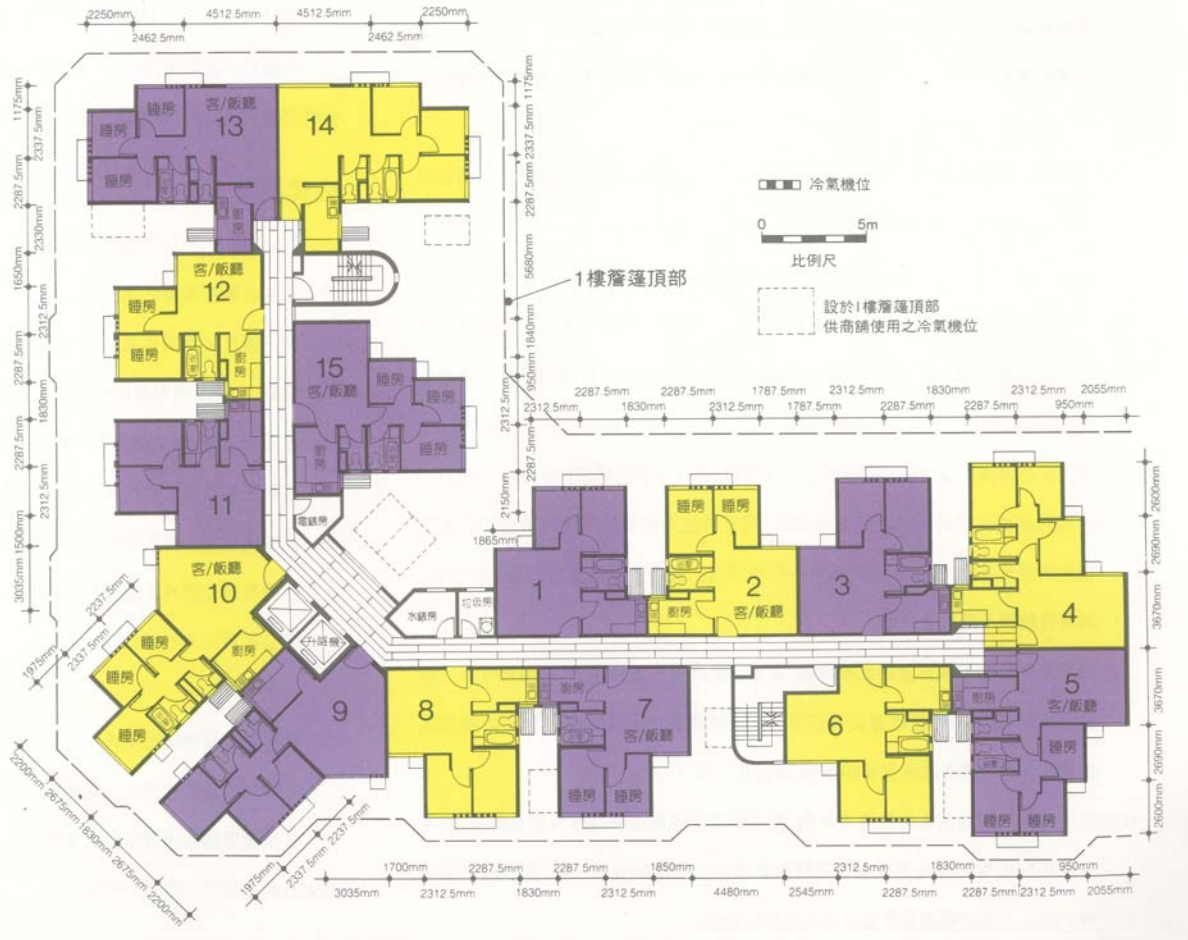 2250mm
4512.5mm
4512.5mm
2250mm
2462.5mm
2462.5mm
1175mm
2337.5mm
2287.5mm
2330mm
1650mm
2312.5mm
2287.5mm
1830mm
2287.5mm
2312.5mm
1500mm
3035mm
1175mm
2337.5mm
2287.5mm
5680mm
1840mm
950mm
2312.5mm
2287.5mm
2150mm
1865mm
睡房
睡房
睡房
客/飯廳
13
廚房
14
冷氣機位
0
5m
比例尺
1樓簷篷頂部
設於1樓簷篷頂部
供商舖使用之冷氣機位
客/飯廳
12
睡房
睡房
廚房
15
客/飯廳
睡房
睡房
睡房
廚房
11
電錶房
2287.5mm
2287.5mm
1787.5mm
2312.5mm
1830mm
2312.5mm
2055mm
2312.5mm
1830mm
2312.5mm
1787.5mm
2287.5mm
2287.5mm
950mm
2600mm
2690mm
3670mm
3670mm
2690mm
2600mm
客/飯廳
10
廚房
睡房
睡房
睡房
升降機
水錶房
垃圾房
1
睡房
睡房
廚房
2
客/飯廳
3
4
9
8
廚房
7
客/飯廳
睡房
睡房
6
廚房
5
客/飯廳
睡房
睡房
睡房
2237.5mm
2337.5mm
1975mm
2200mm
2675mm
1830mm
2675mm
2200mm
2237.5mm
2337.5mm
1975mm
1700mm
2287.5mm
2287.5mm
1850mm
2312.5mm
1830mm
950mm
3035mm
2312.5mm
1830mm
2312.5mm
4480mm
2545mm
2287.5mm
2287.5mm
2312.5mm
2055mm